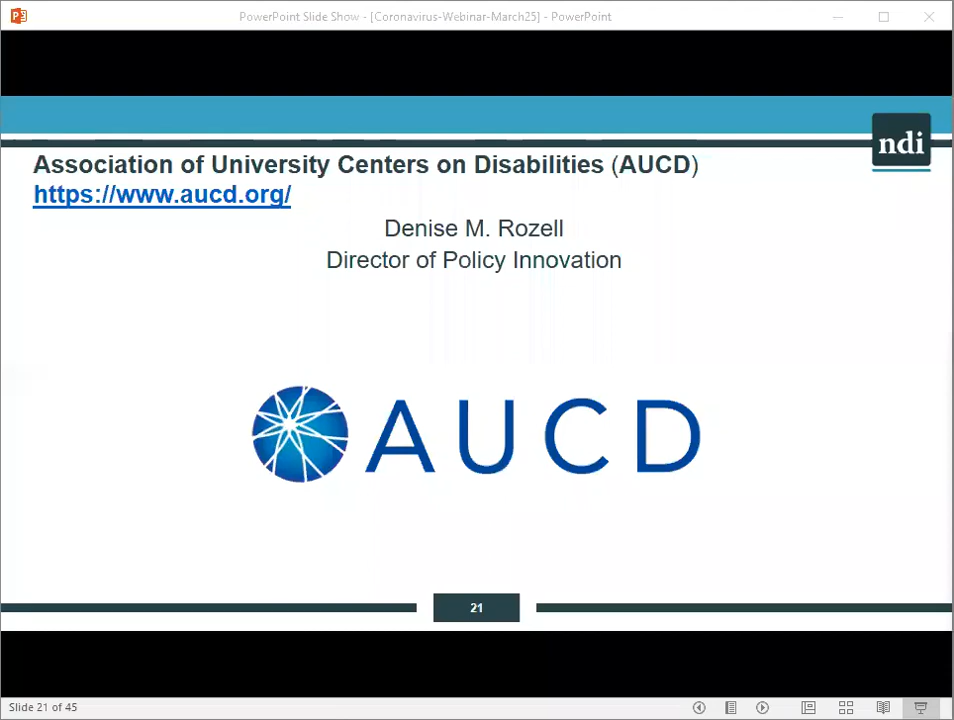 PowerPoint Slide Show - [Coronavirus-Webinar-March25] - PowerPoint
ndi
Association of University Centers on Disabilities (AUCD)
https://www.aucd.org/
Denise M. Rozell
Director of Policy Innovation
AUCD
21
Slide 21 of 45